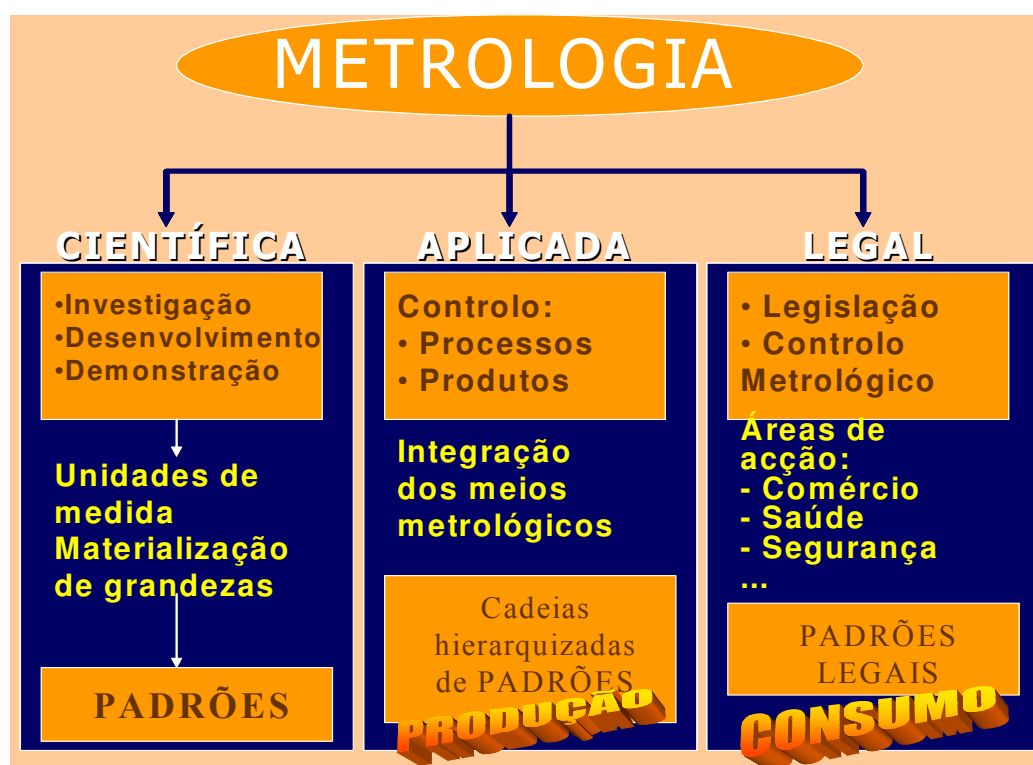 METROLOGIA
CIENTÍFICA
•Investigação
•Desenvolvimento
•Demonstração
Unidades de
medida
Materialização
de grandezas
PADRÕES
APLICADA
Controlo:
• Processos
• Produtos
Integração
dos meios
metrológicos
Cadeias
hierarquizadas
de PADRÕES
PRODUÇÃO
LEGAL
• Legislação
• Controlo
Metrológico
Áreas de
acção:
- Comércio
- Saúde
- Segurança
...
PADRÕES
LEGAIS
CONSUMO